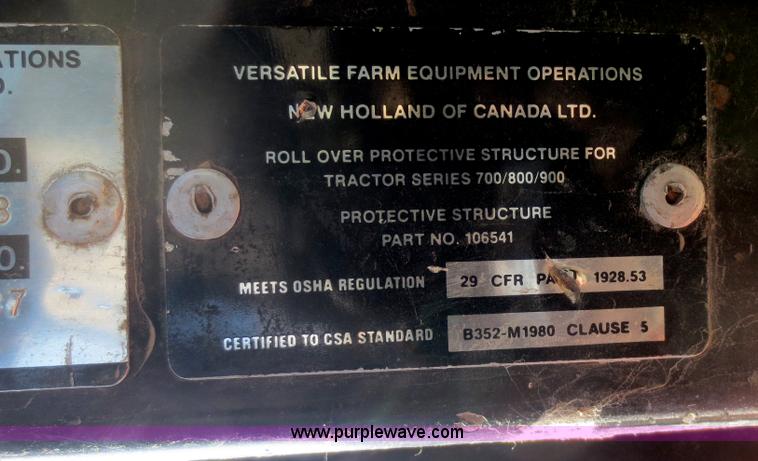 ATIONS
D.
O.
8
O
7
VERSATILE FARM EQUIPMENT OPERATIONS
NEW HOLLAND OF CANADA LTD.
ROLL OVER PROTECTIVE STRUCTURE FOR
TRACTOR SERIES 700/800/900
PROTECTIVE STRUCTURE
PART NO. 106541
MEETS OSHA REGULATION 29 CFR PART 1928.53
CERTIFIED TO CSA STANDARD B352-M1980 CLAUSE 5
www.purplewave.com